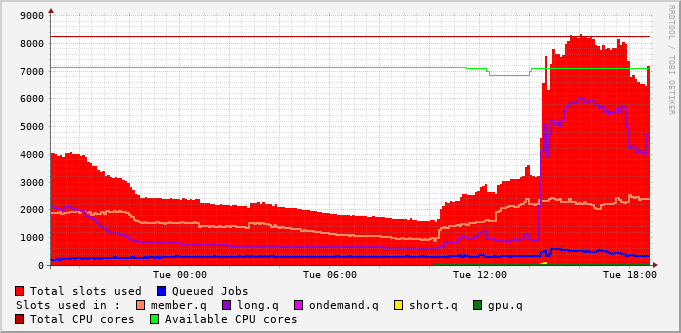 9000
8000
7000
6000
5000
4000
3000
2000
1000
0
Tue 00:00 Tue 06:00 Tue 12:00 Tue 18:00
RRDTOOL / TOBI OETIKER
Total slots used Queued Jobs
Slots used in : member.q long.q ondemand.q short.q gpu.q
Total CPU cores Available CPU cores